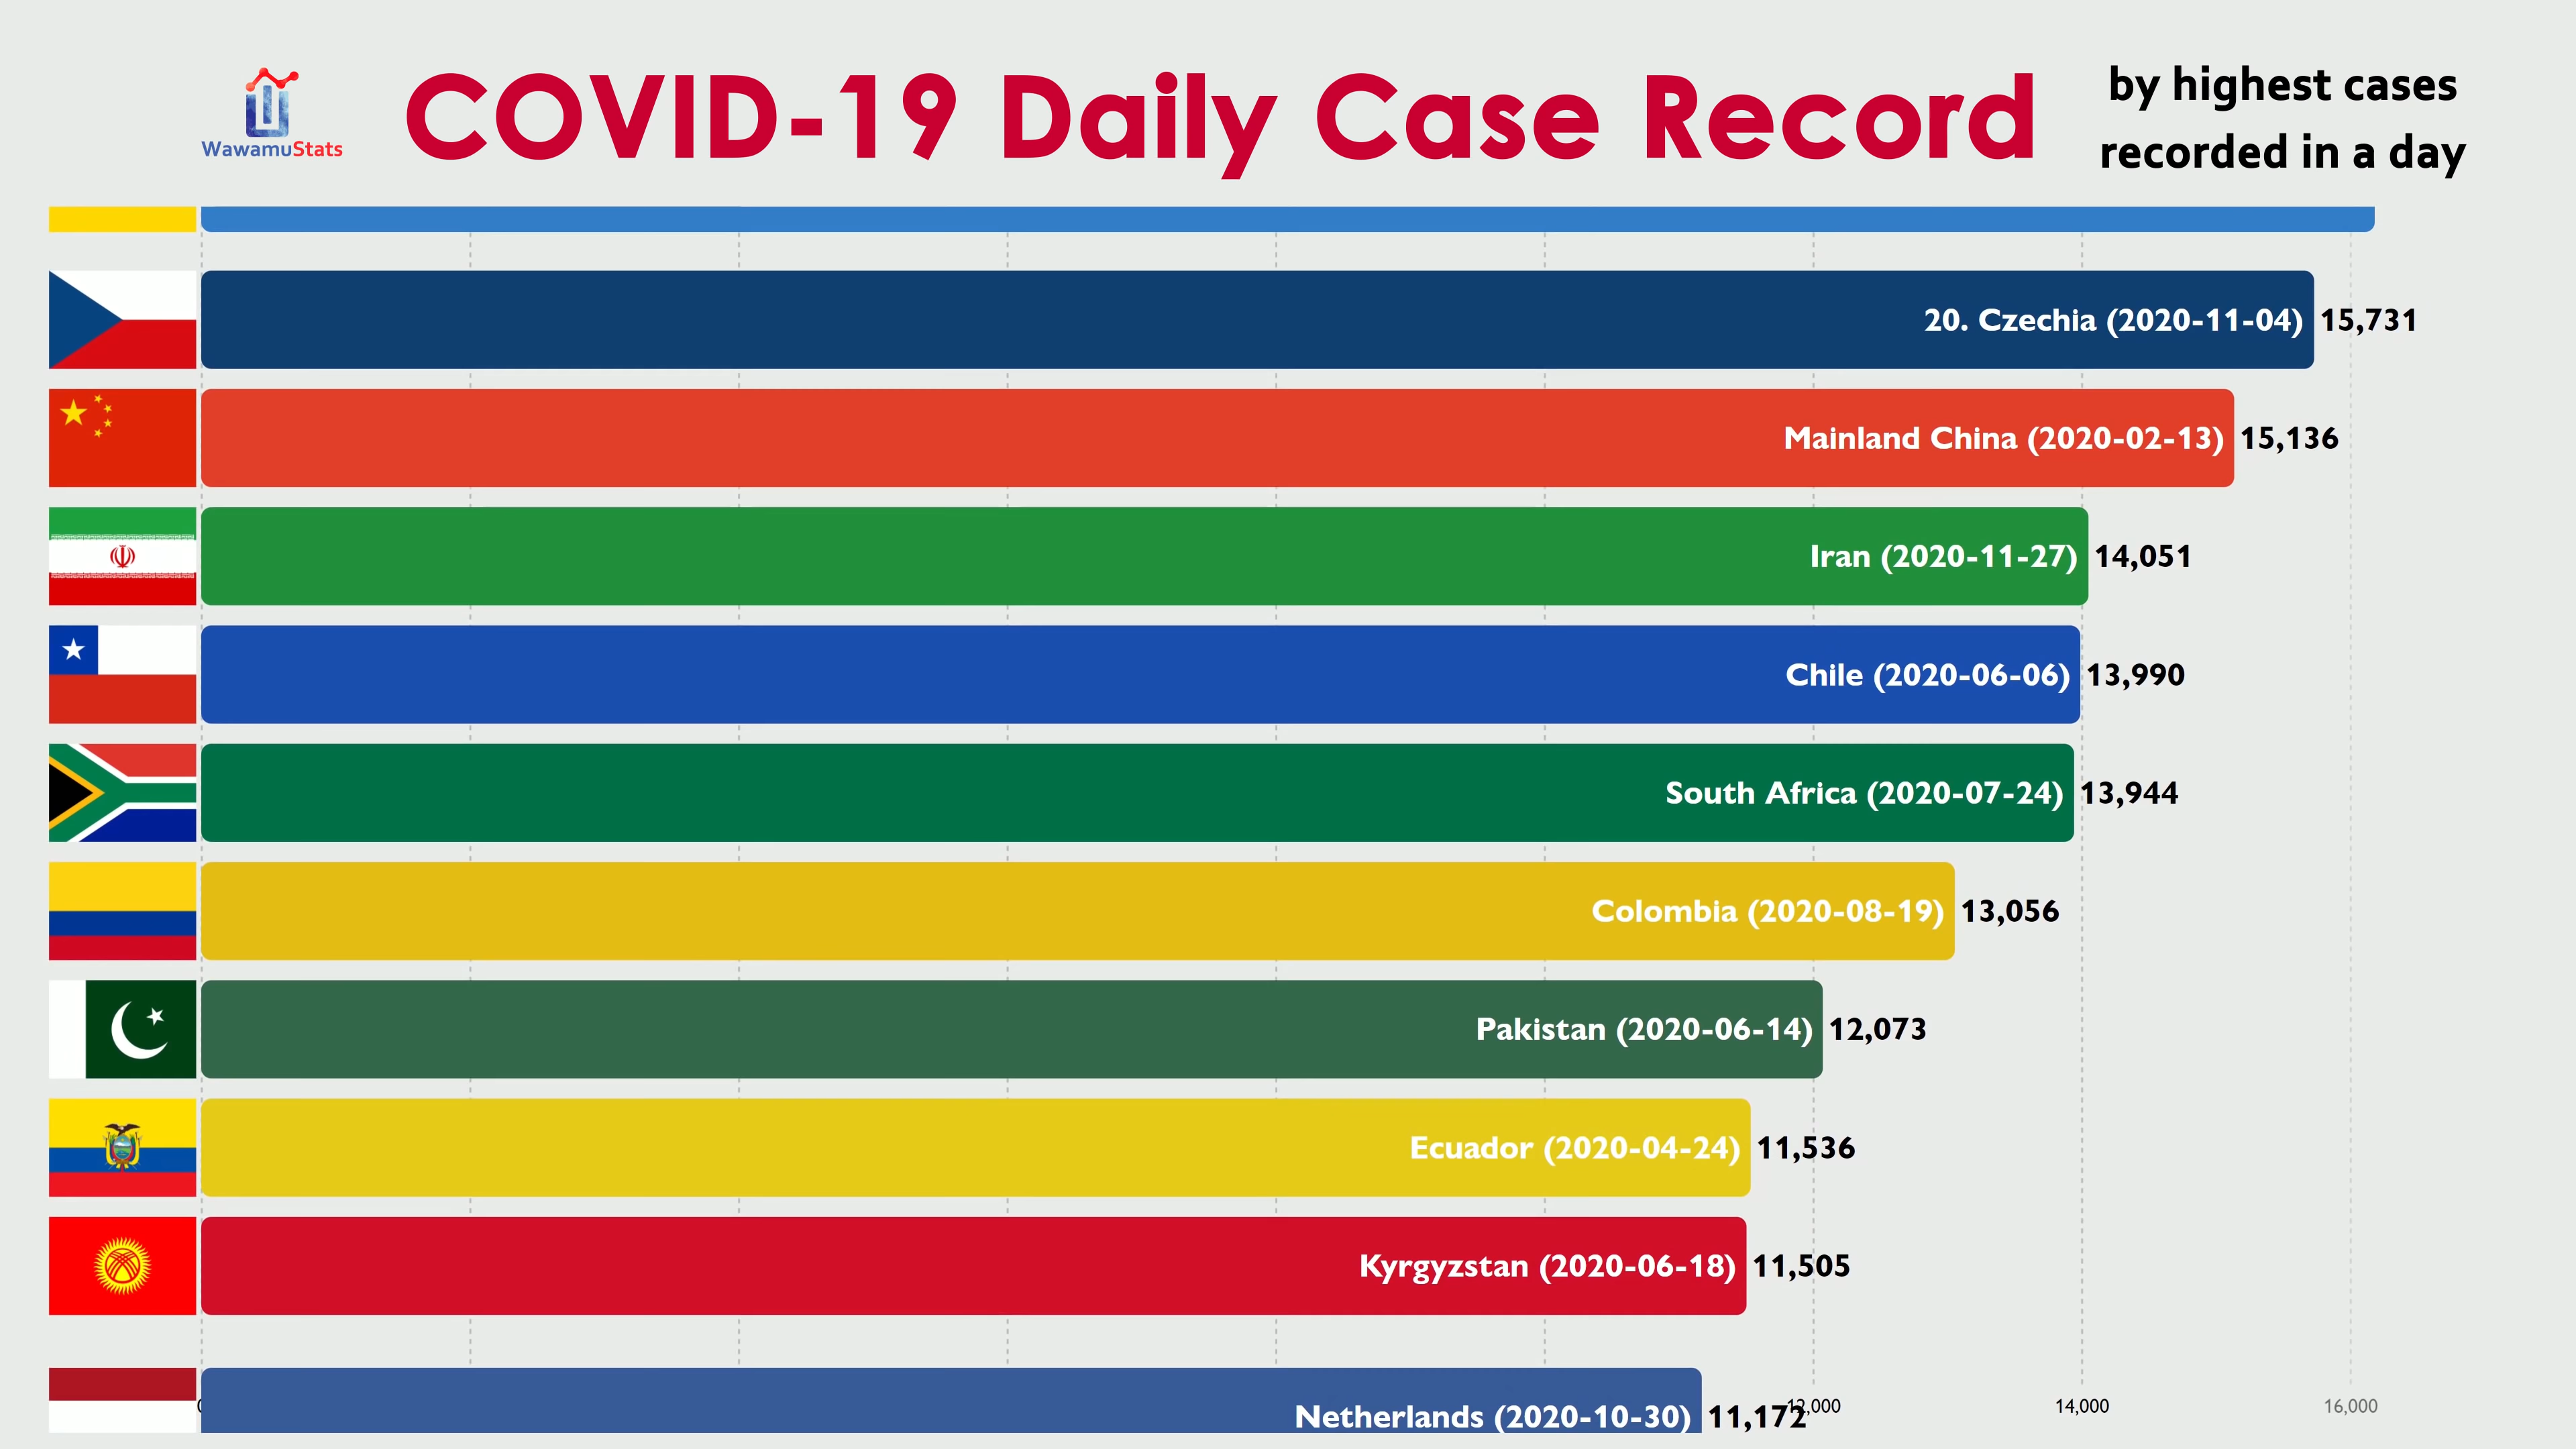 WawamuStats
COVID-19 Daily Case Record
by highest cases
recorded in a day
20. Czechia (2020-11-04) 15,731
Mainland China (2020-02-13) 15,136
Iran (2020-11-27) 14,051
Chile (2020-06-06) 13,990
South Africa (2020-07-24) 13,944
Colombia (2020-08-19) 13,056
Pakistan (2020-06-14) 12,073
Ecuador (2020-04-24) 11,536
Kyrgyzstan (2020-06-18) 11,505
Netherlands (2020-10-30) 11,172
12,000 14,000 16,000